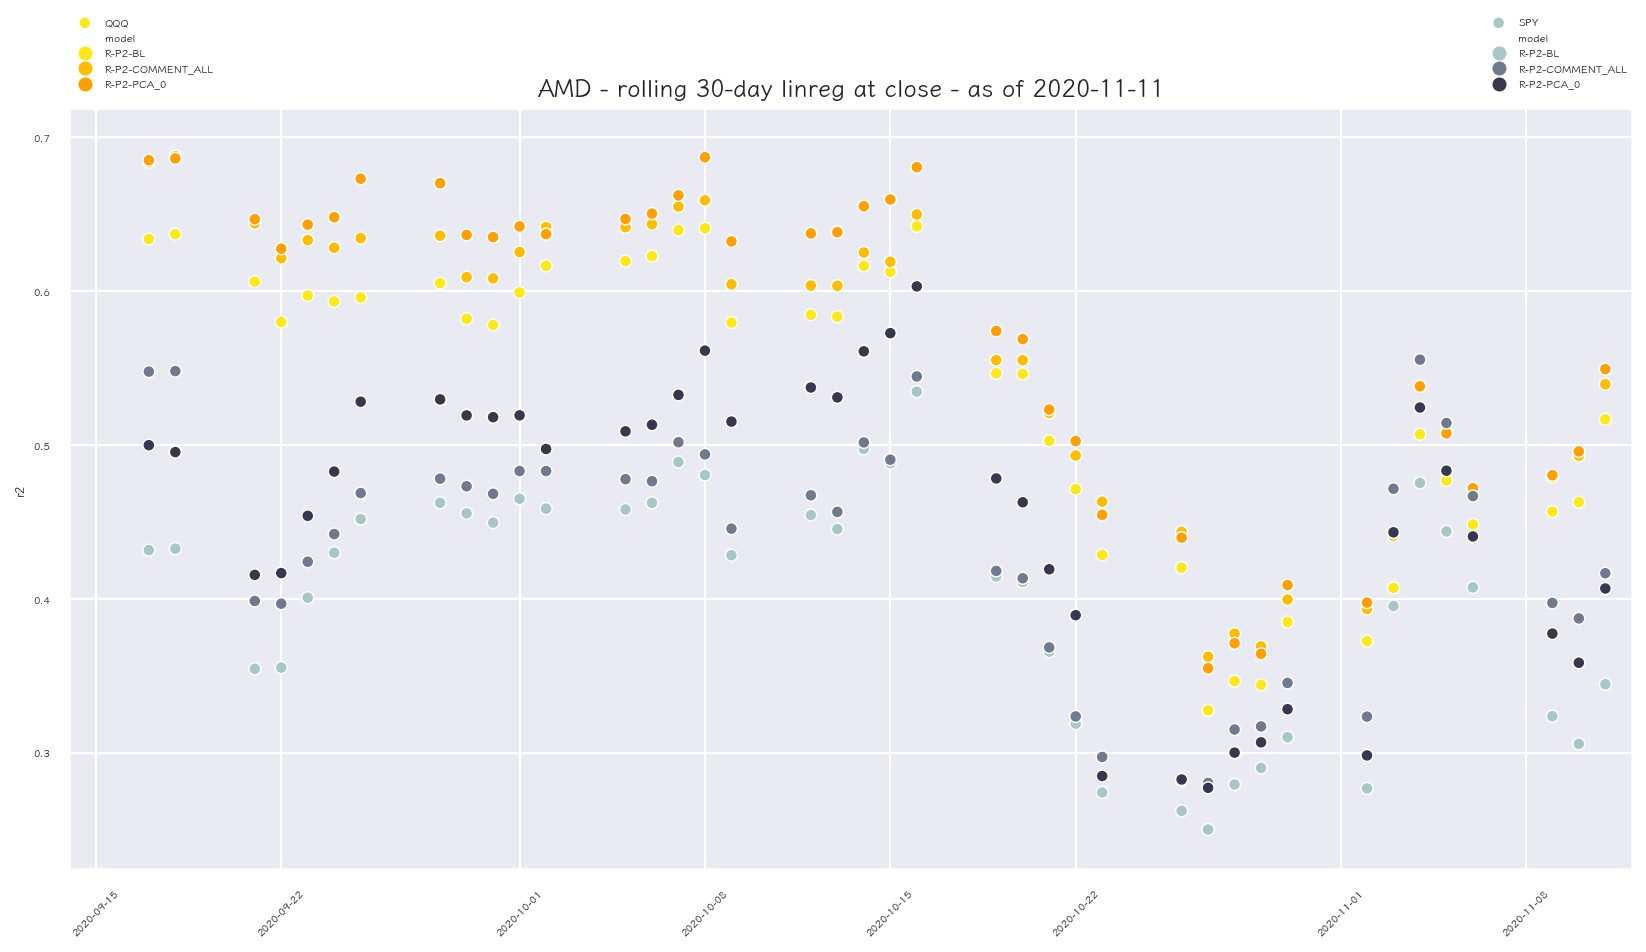 QQQ
model
R-P2-BL
R-P2-COMMENT_ALL
R-P2-PCA_0
SPY
model
R-P2-BL
R-P2-COMMENT_ALL
R-P2-PCA_0
AMD - rolling 30-day linreg at close - as of 2020-11-11
0.7
0.6
0.5
0.4
0.3
r2
2020-09-15
2020-09-22
2020-10-01
2020-10-08
2020-10-15
2020-10-22
2020-11-01
2020-11-08